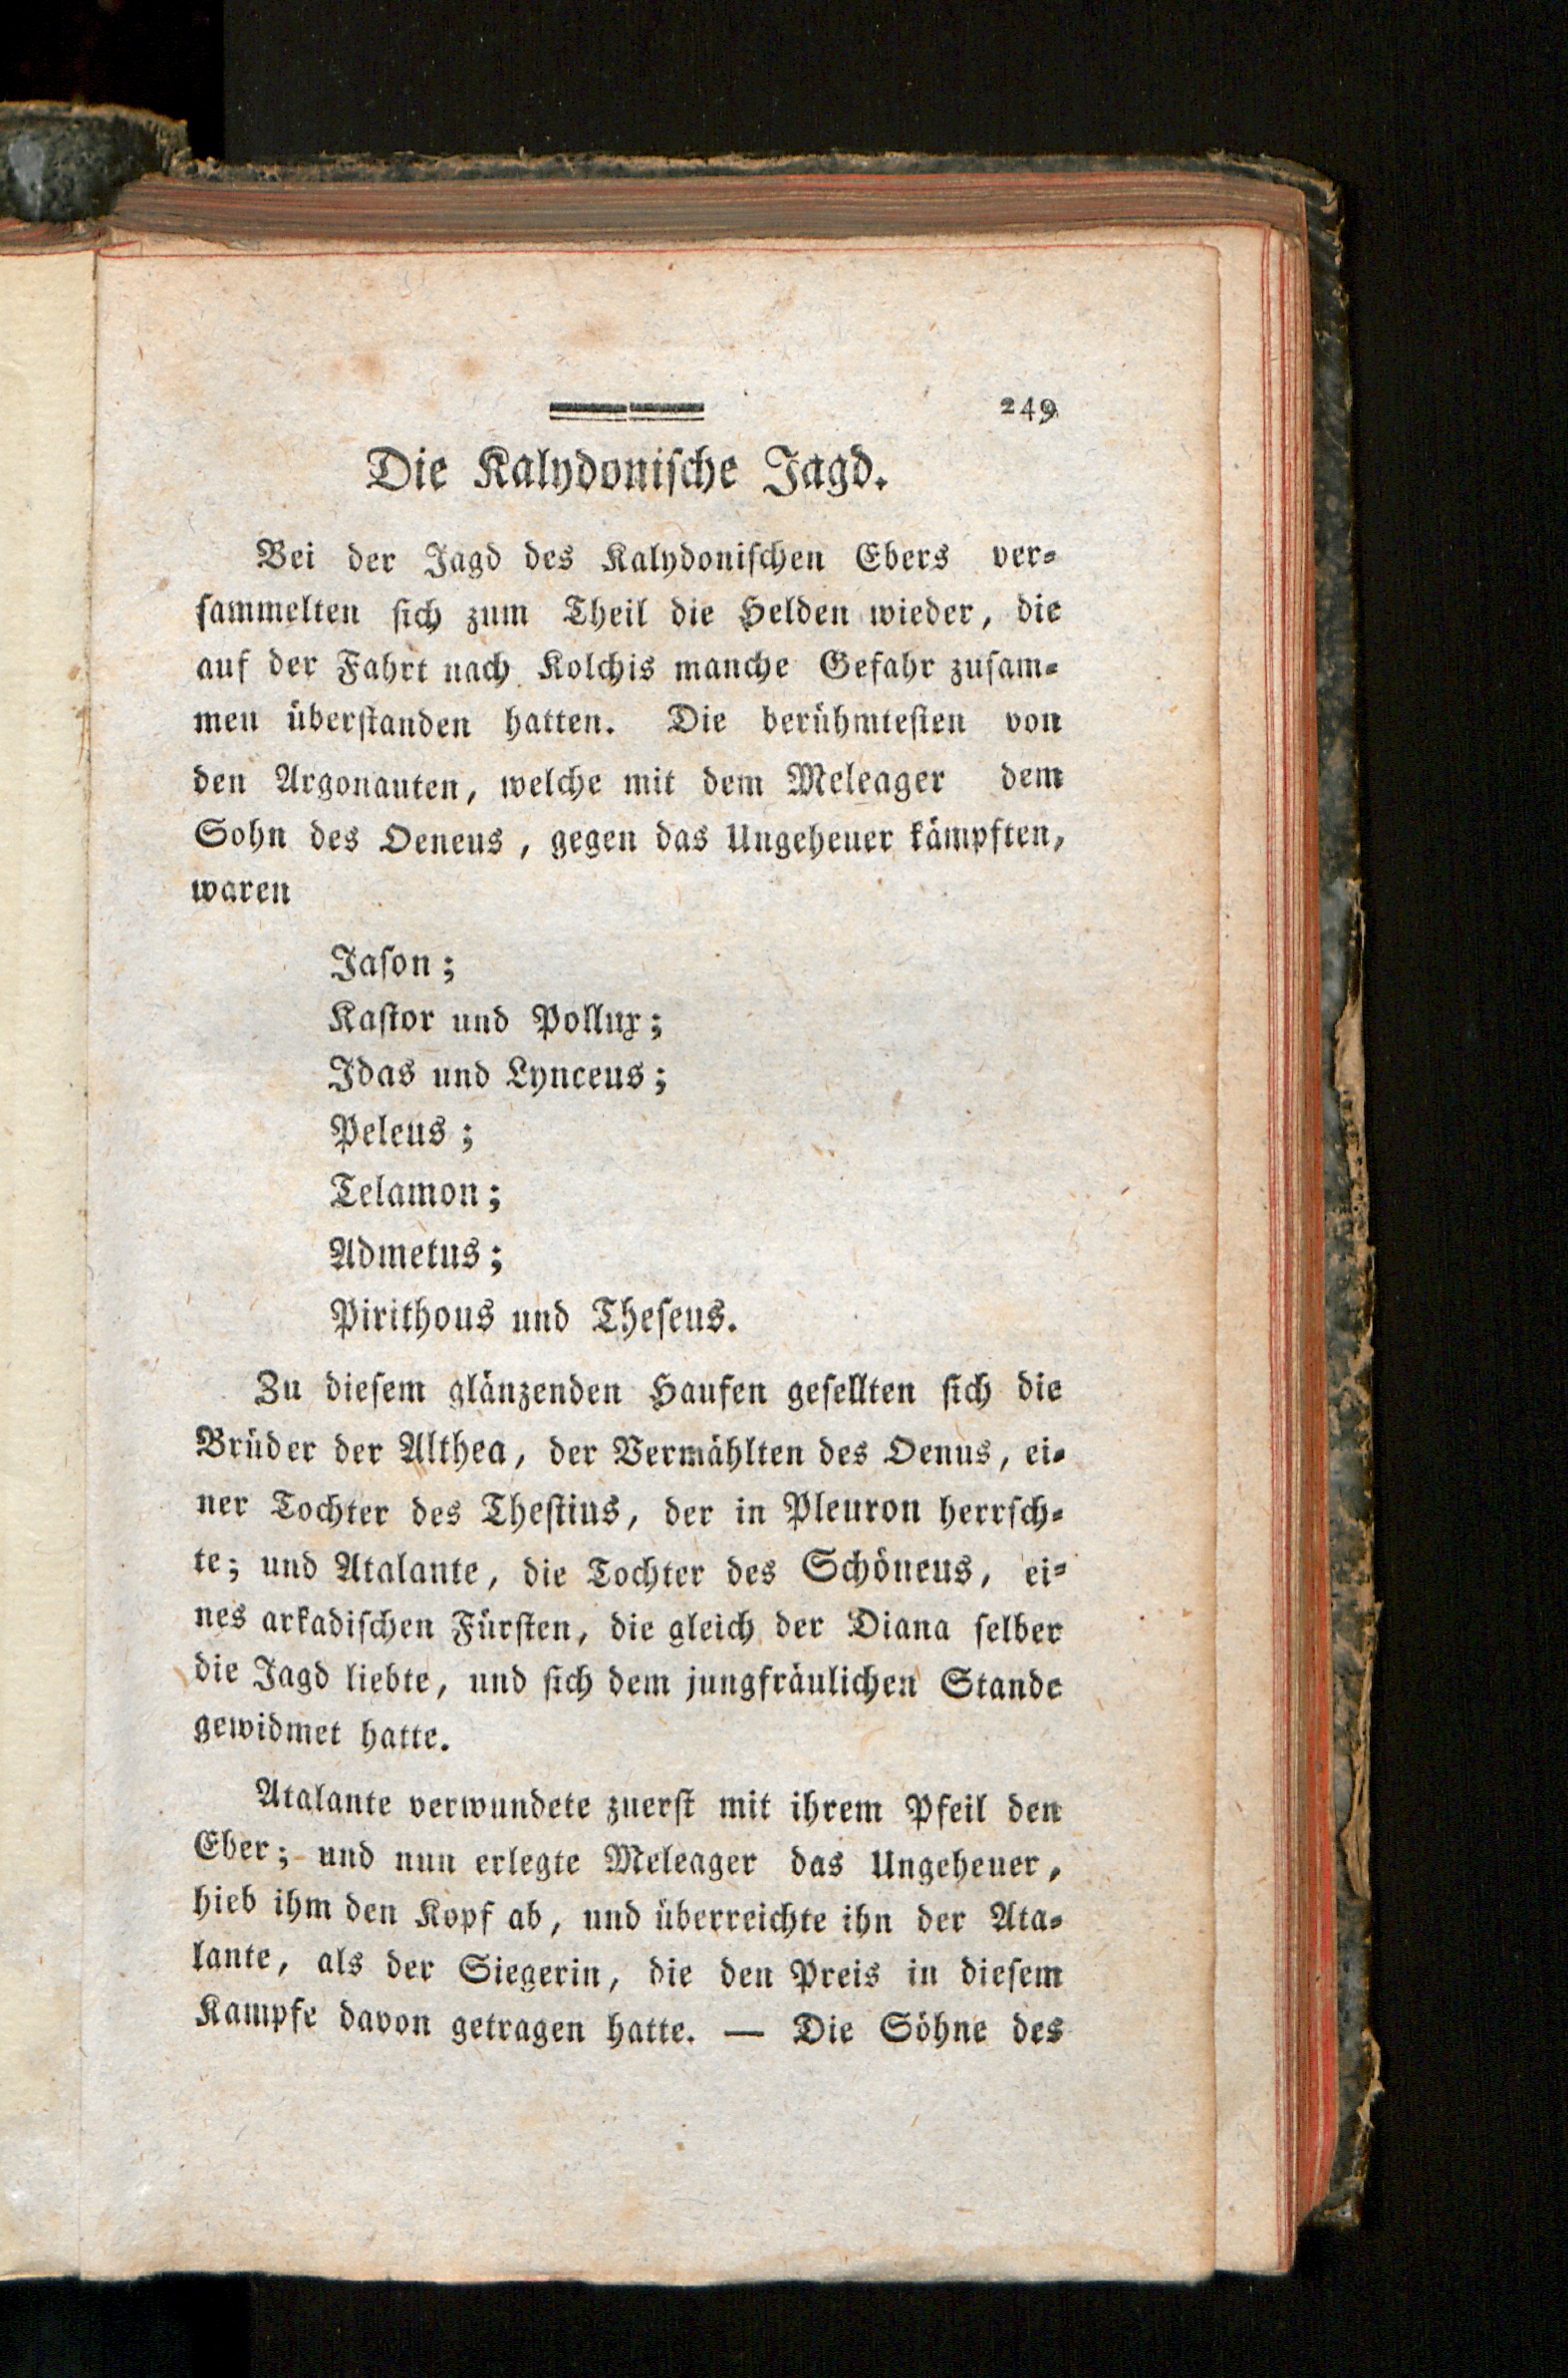 249
Die Kalydoniſche Jagd.
Bei der Jagd des Kalydoniſchen Ebers ver⸗
ſammelten ſich zum Theil die Helden wieder, die
auf der Fahrt nach Kolchis manche Gefahr zuſam⸗
men überſtanden hatten. Die berühmteſten von
den Argonauten, welche mit dem Meleager dem
Sohn des Oeneus, gegen das Ungeheuer kämpften,
waren
Jaſon;
Kaſtor und Pollux;
Idas und Lynceus;
Peleus;
Telamon;
Admetus;
Pirithous und Theſeus.
Zu dieſem glänzenden Haufen geſellten ſich die
Brüder der Althea, der Vermählten des Oenus, ei⸗
ner Tochter des Theſtius, der in Pleuron herrſch⸗
te; und Atalante, die Tochter des Schöneus, ei⸗
nes arkadiſchen Fürſten, die gleich der Diana ſelber
die Jagd liebte, und ſich dem jungfräulichen Stande
gewidmet hatte.
Atalante verwundete zuerſt mit ihrem Pfeil den
Eber; und nun erlegte Meleager das Ungeheuer,
hieb ihm den Kopf ab, und überreichte ihn der Ata⸗
lante, als der Siegerin, die den Preis in dieſem
Kampfe davon getragen hatte. — Die Söhne des